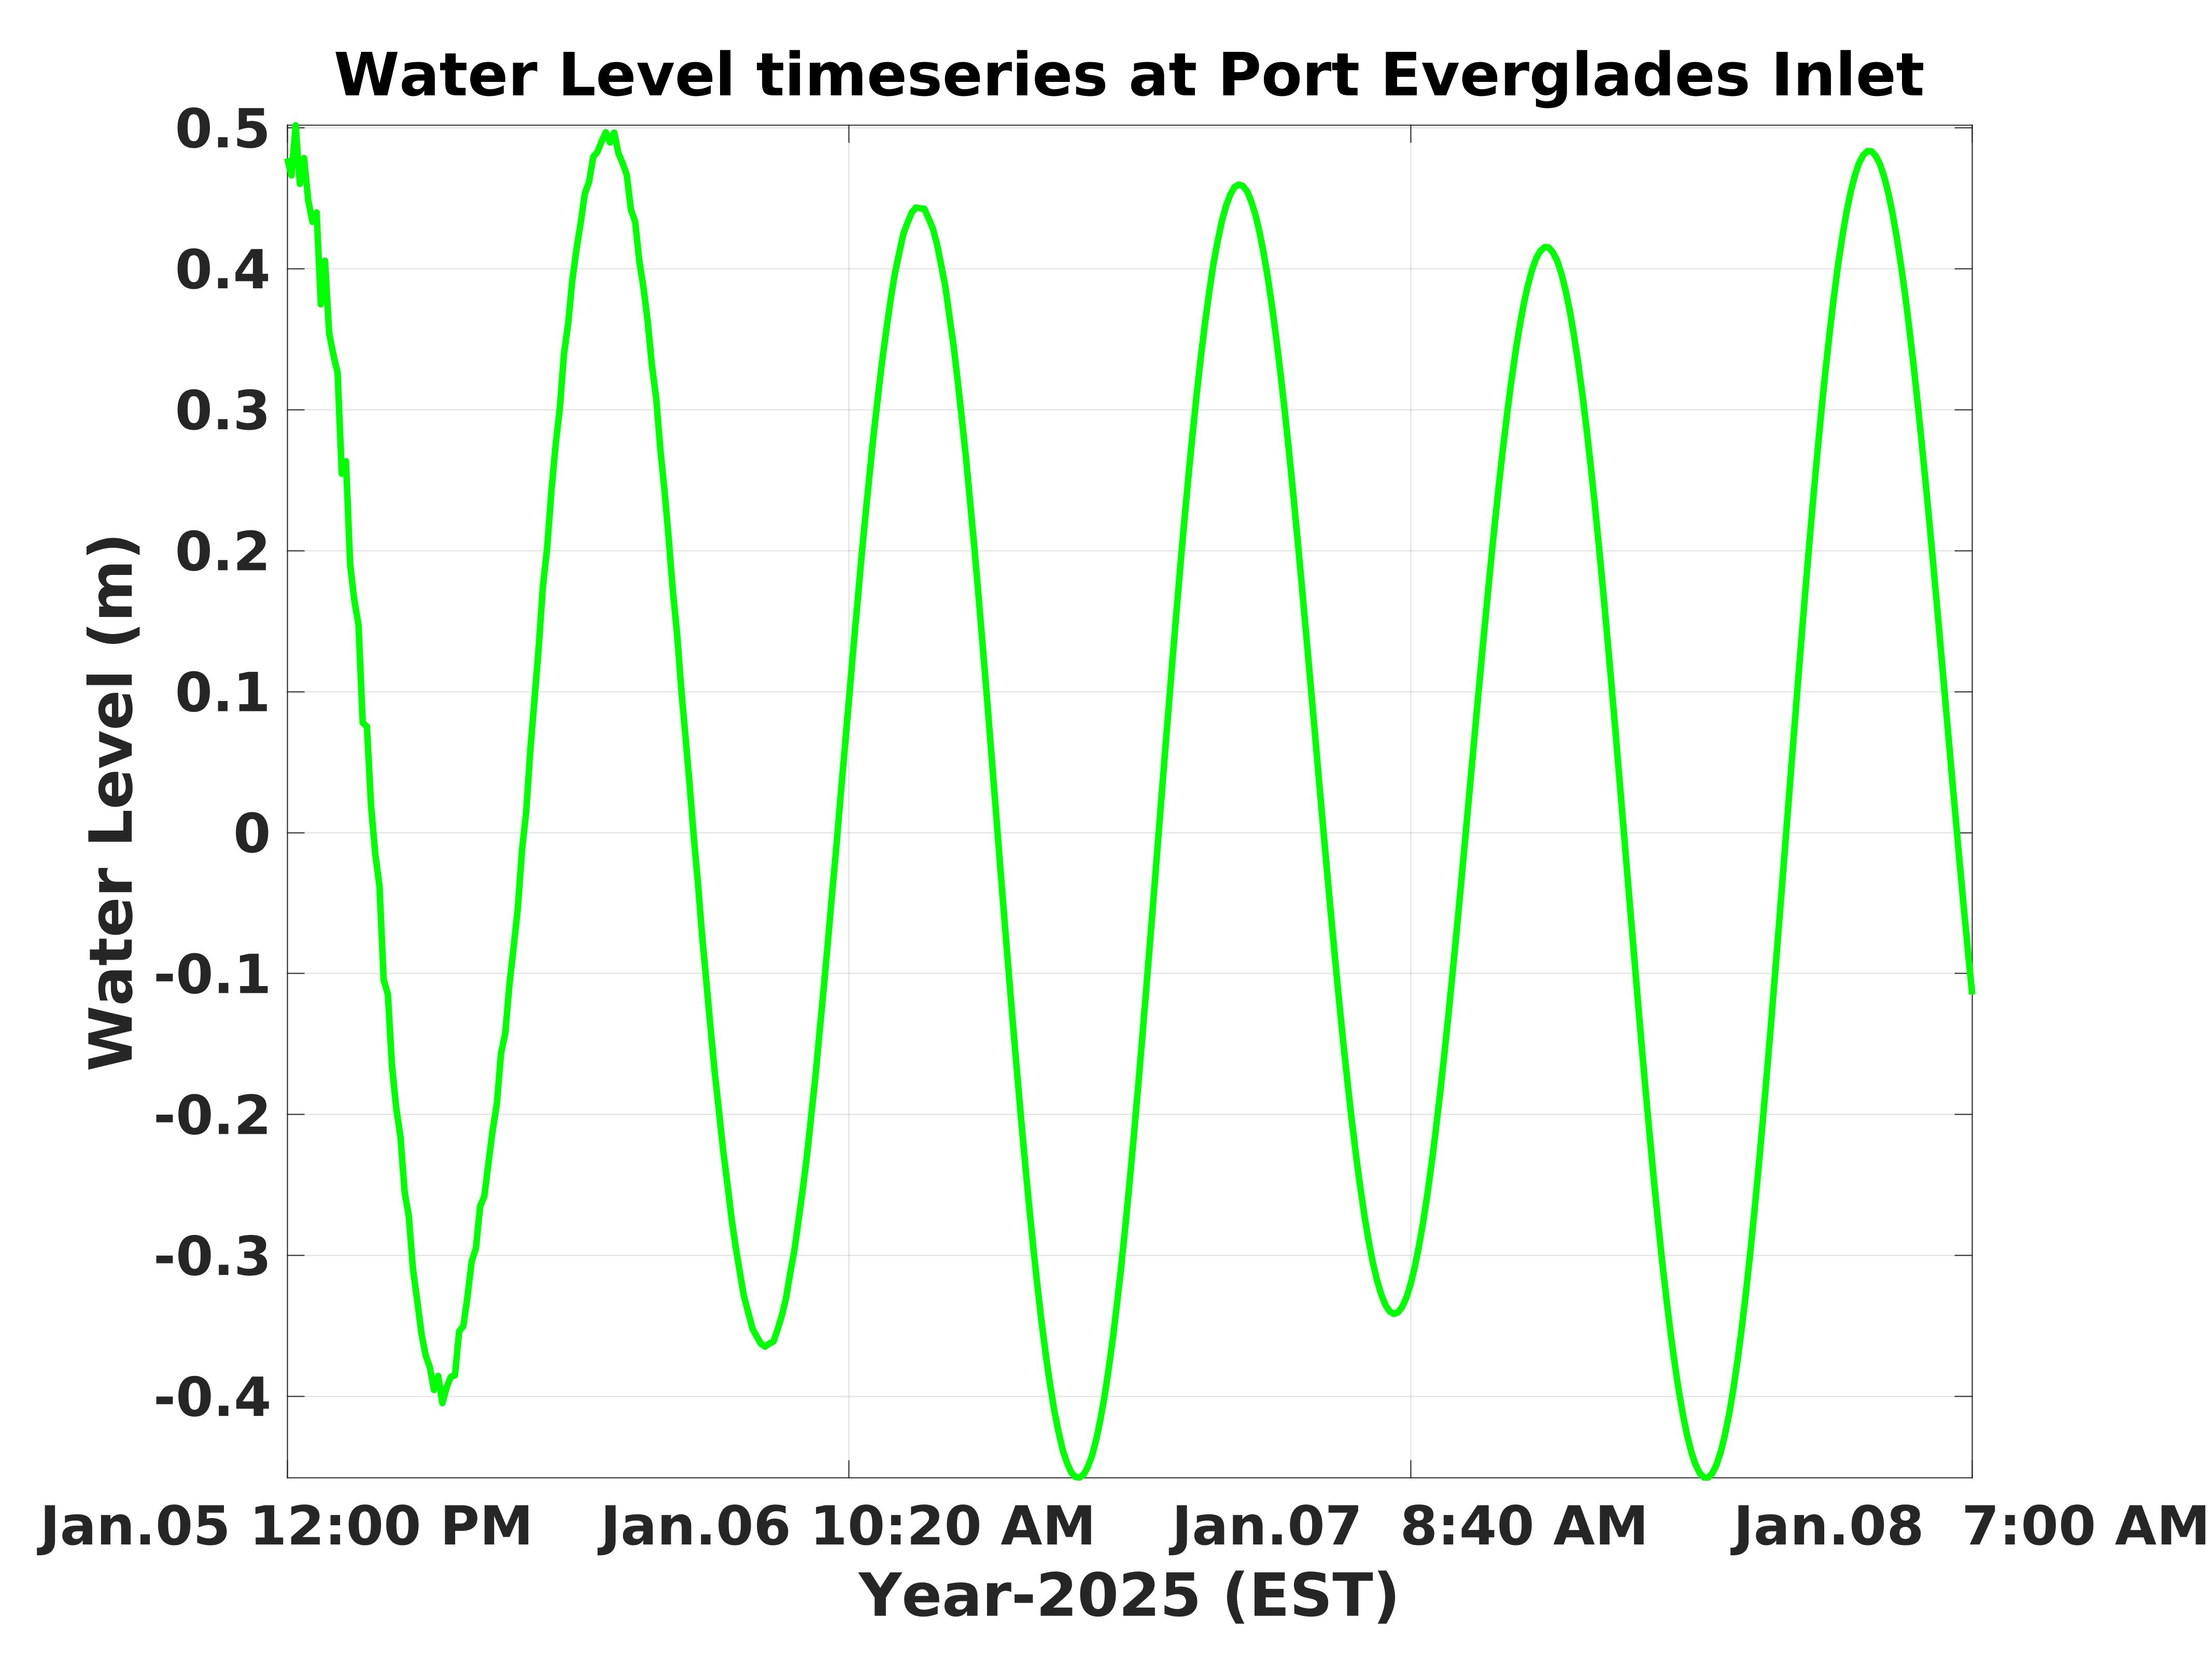 Water Level timeseries at Port Everglades Inlet
0.5
0.4
0.3
0.2
0.1
0
-0.1
-0.2
-0.3
-0.4
Water Level (m)
Jan.05 12:00 PM Jan.06 10:20 AM Jan.07 8:40 AM Jan.08 7:00 AM
Year-2025 (EST)